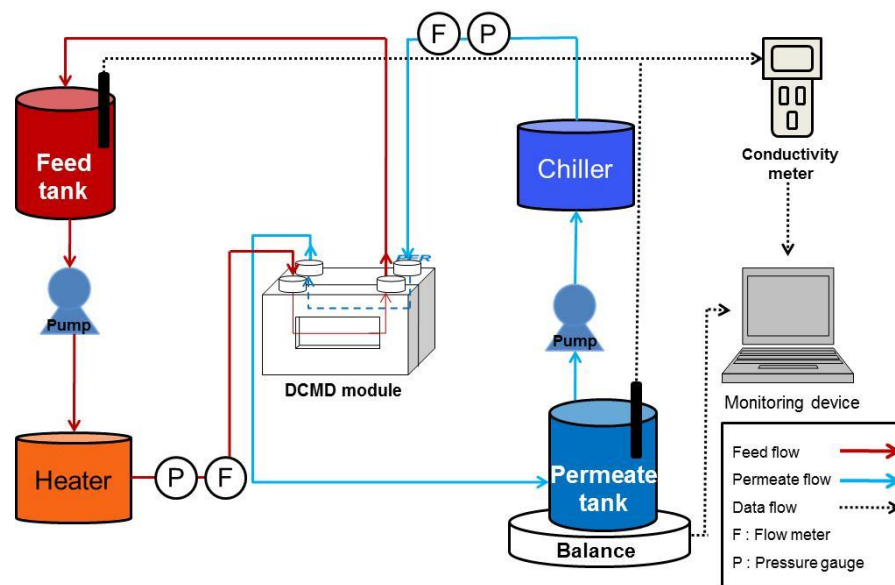 F
P
Feed
tank
Chiller
Conductivity
meter
Pump
Pump
DCMD module
Monitoring device
Heater
P
F
Permeate
tank
Balance
Feed flow
Permeate flow
Data flow
F : Flow meter
P : Pressure gauge